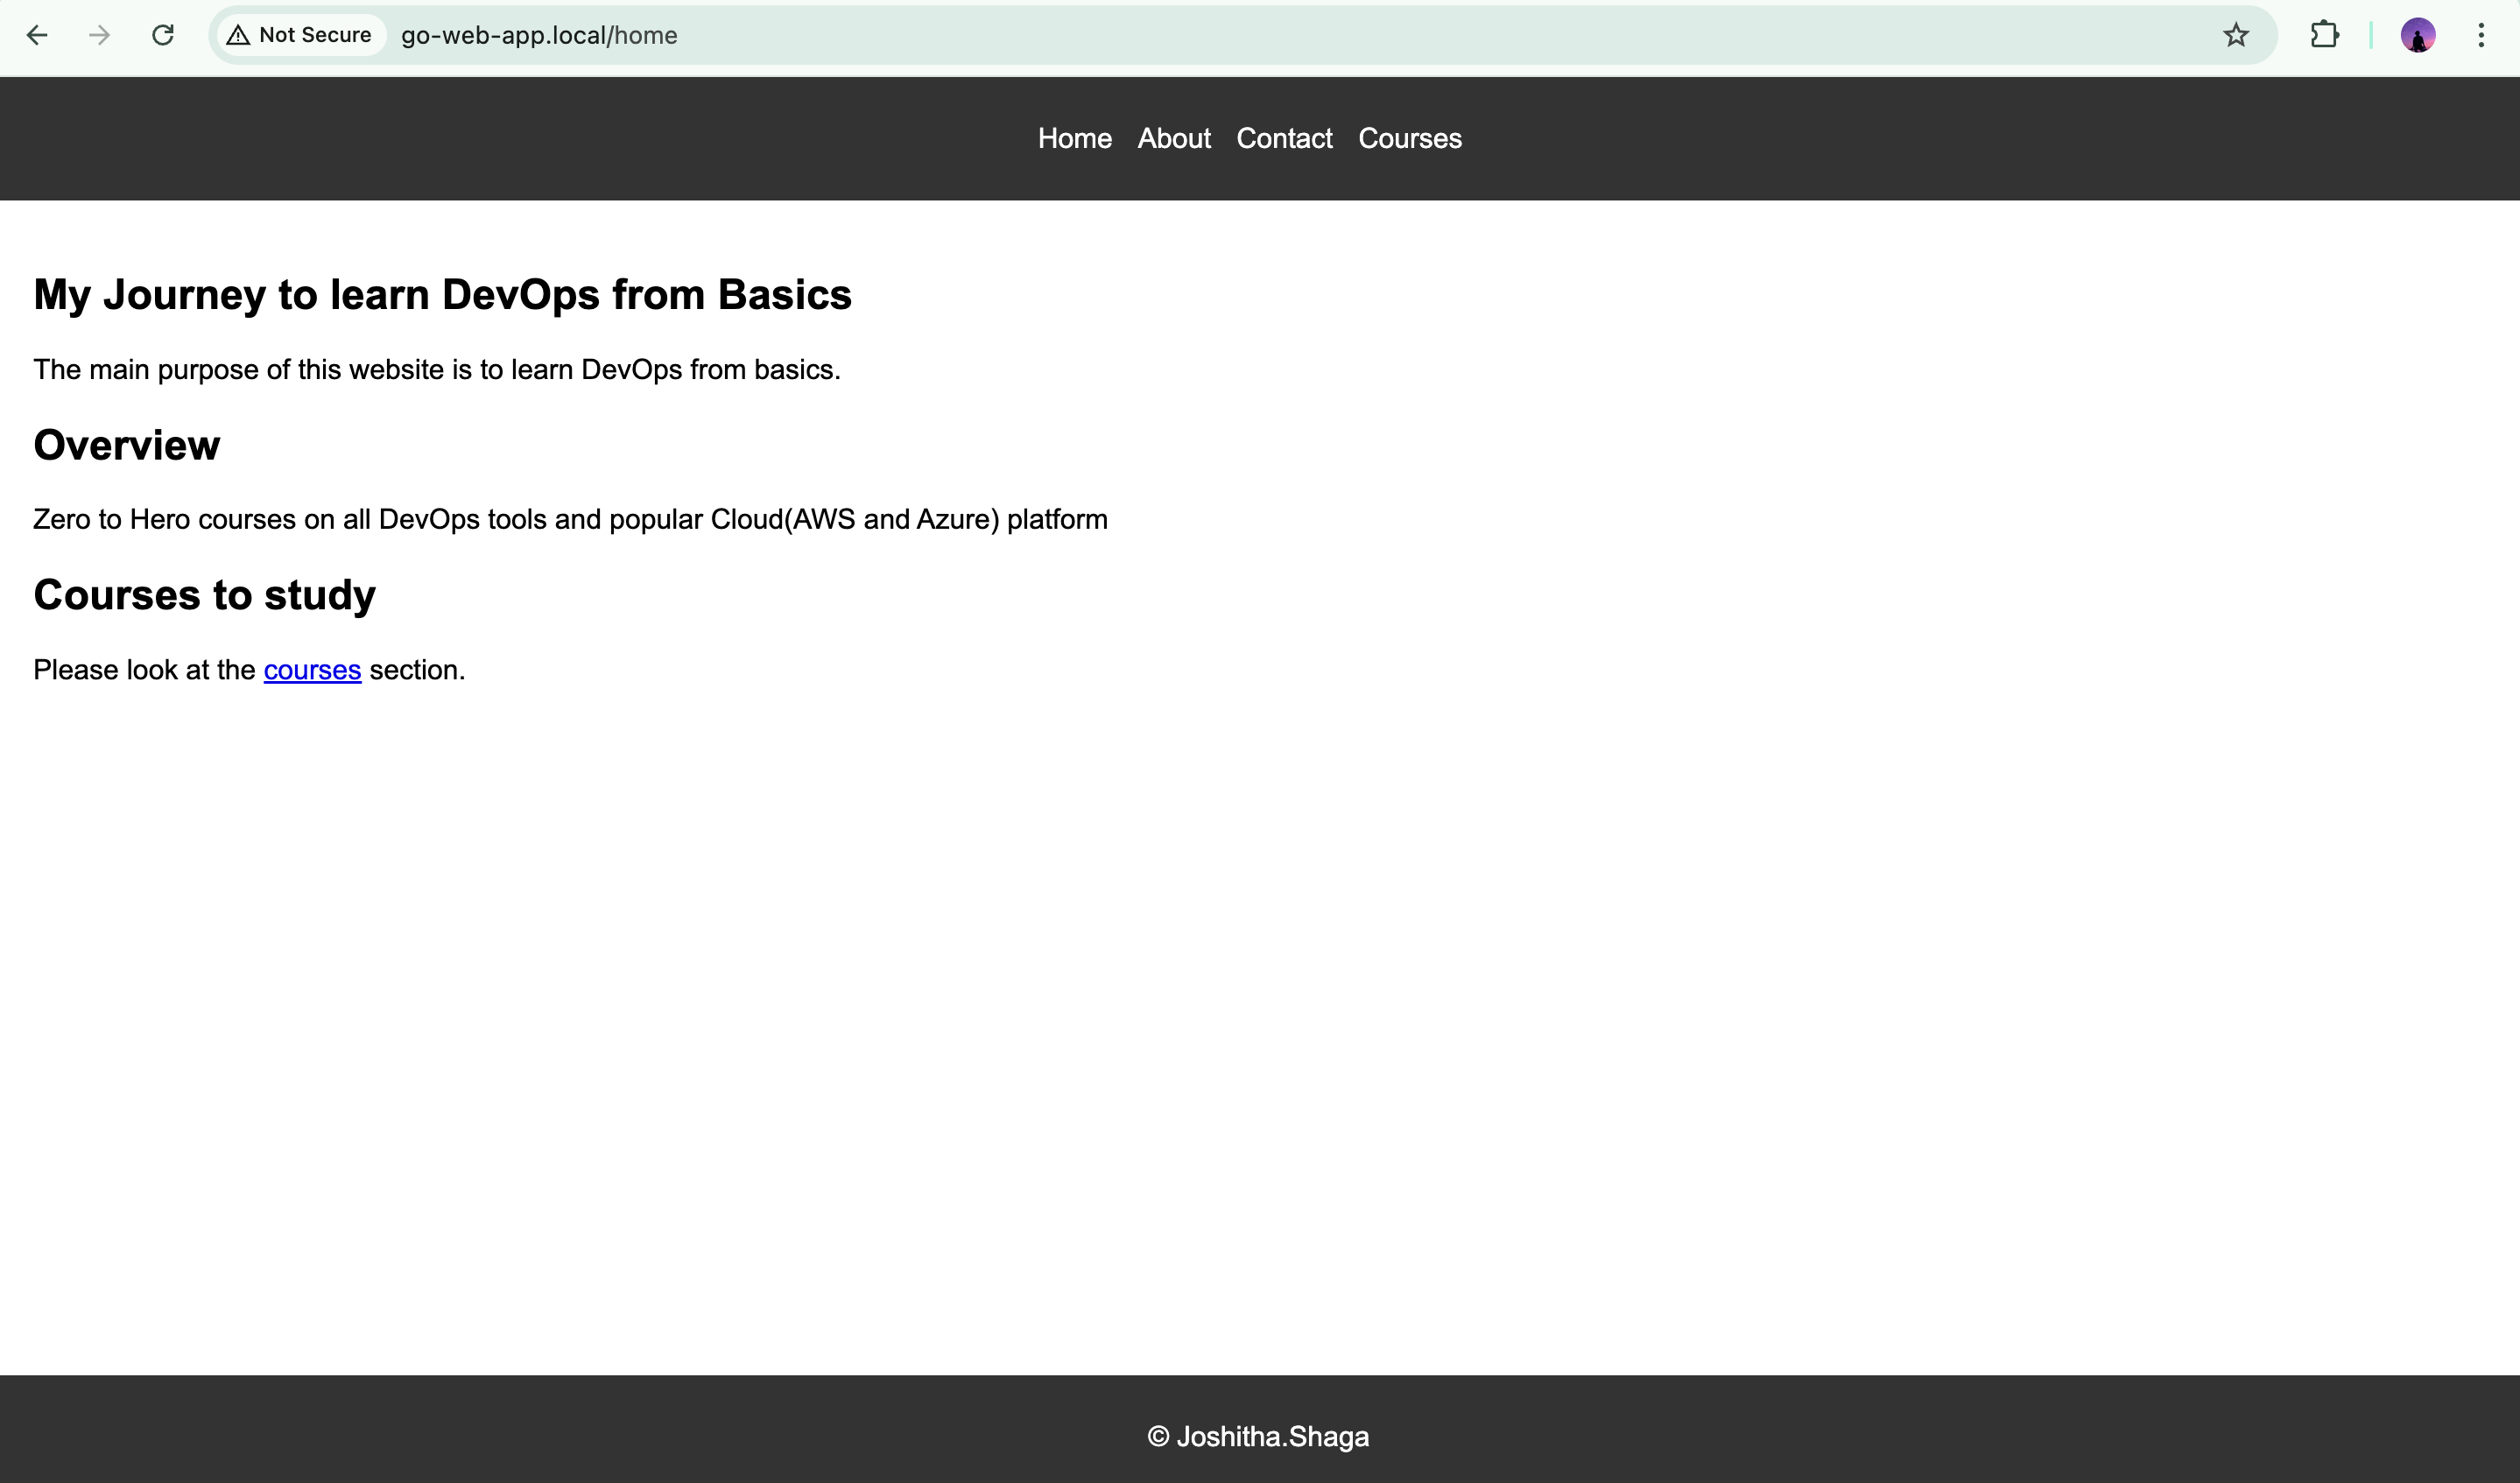 Not Secure go-web-app.local/home
Home About Contact Courses
My Journey to learn DevOps from Basics
The main purpose of this website is to learn DevOps from basics.
Overview
Zero to Hero courses on all DevOps tools and popular Cloud(AWS and Azure) platform
Courses to study
Please look at the courses section.
© Joshitha.Shaga